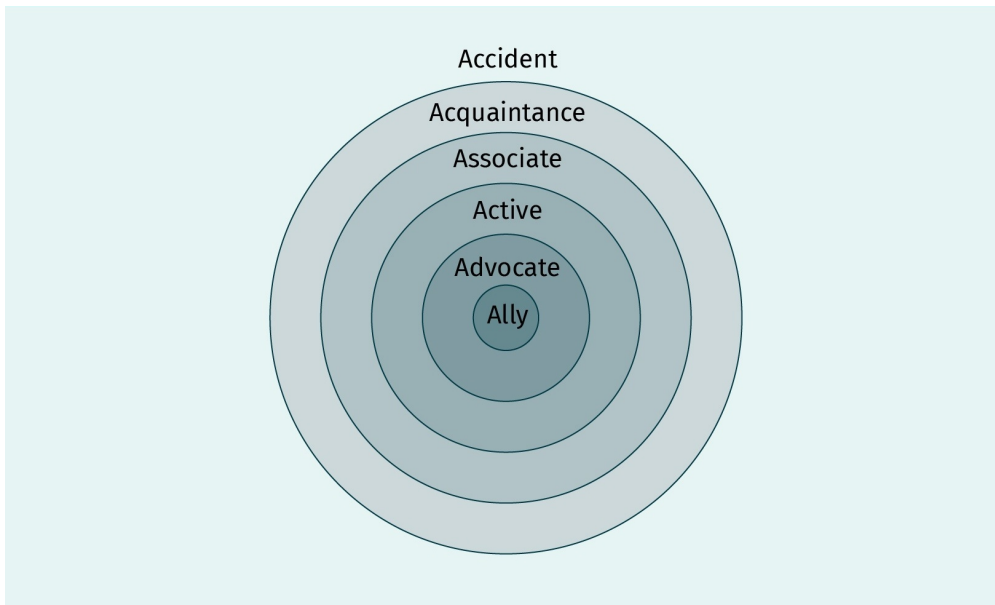 Accident
Acquaintance
Associate
Active
Advocate
Ally